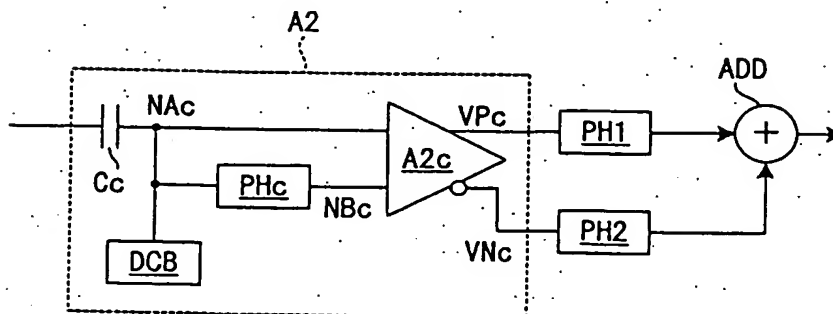 A2
ADD
NAc
VPc
PH1
+
Cc
A2c
PHc
NBc
PH2
VNc
DCB